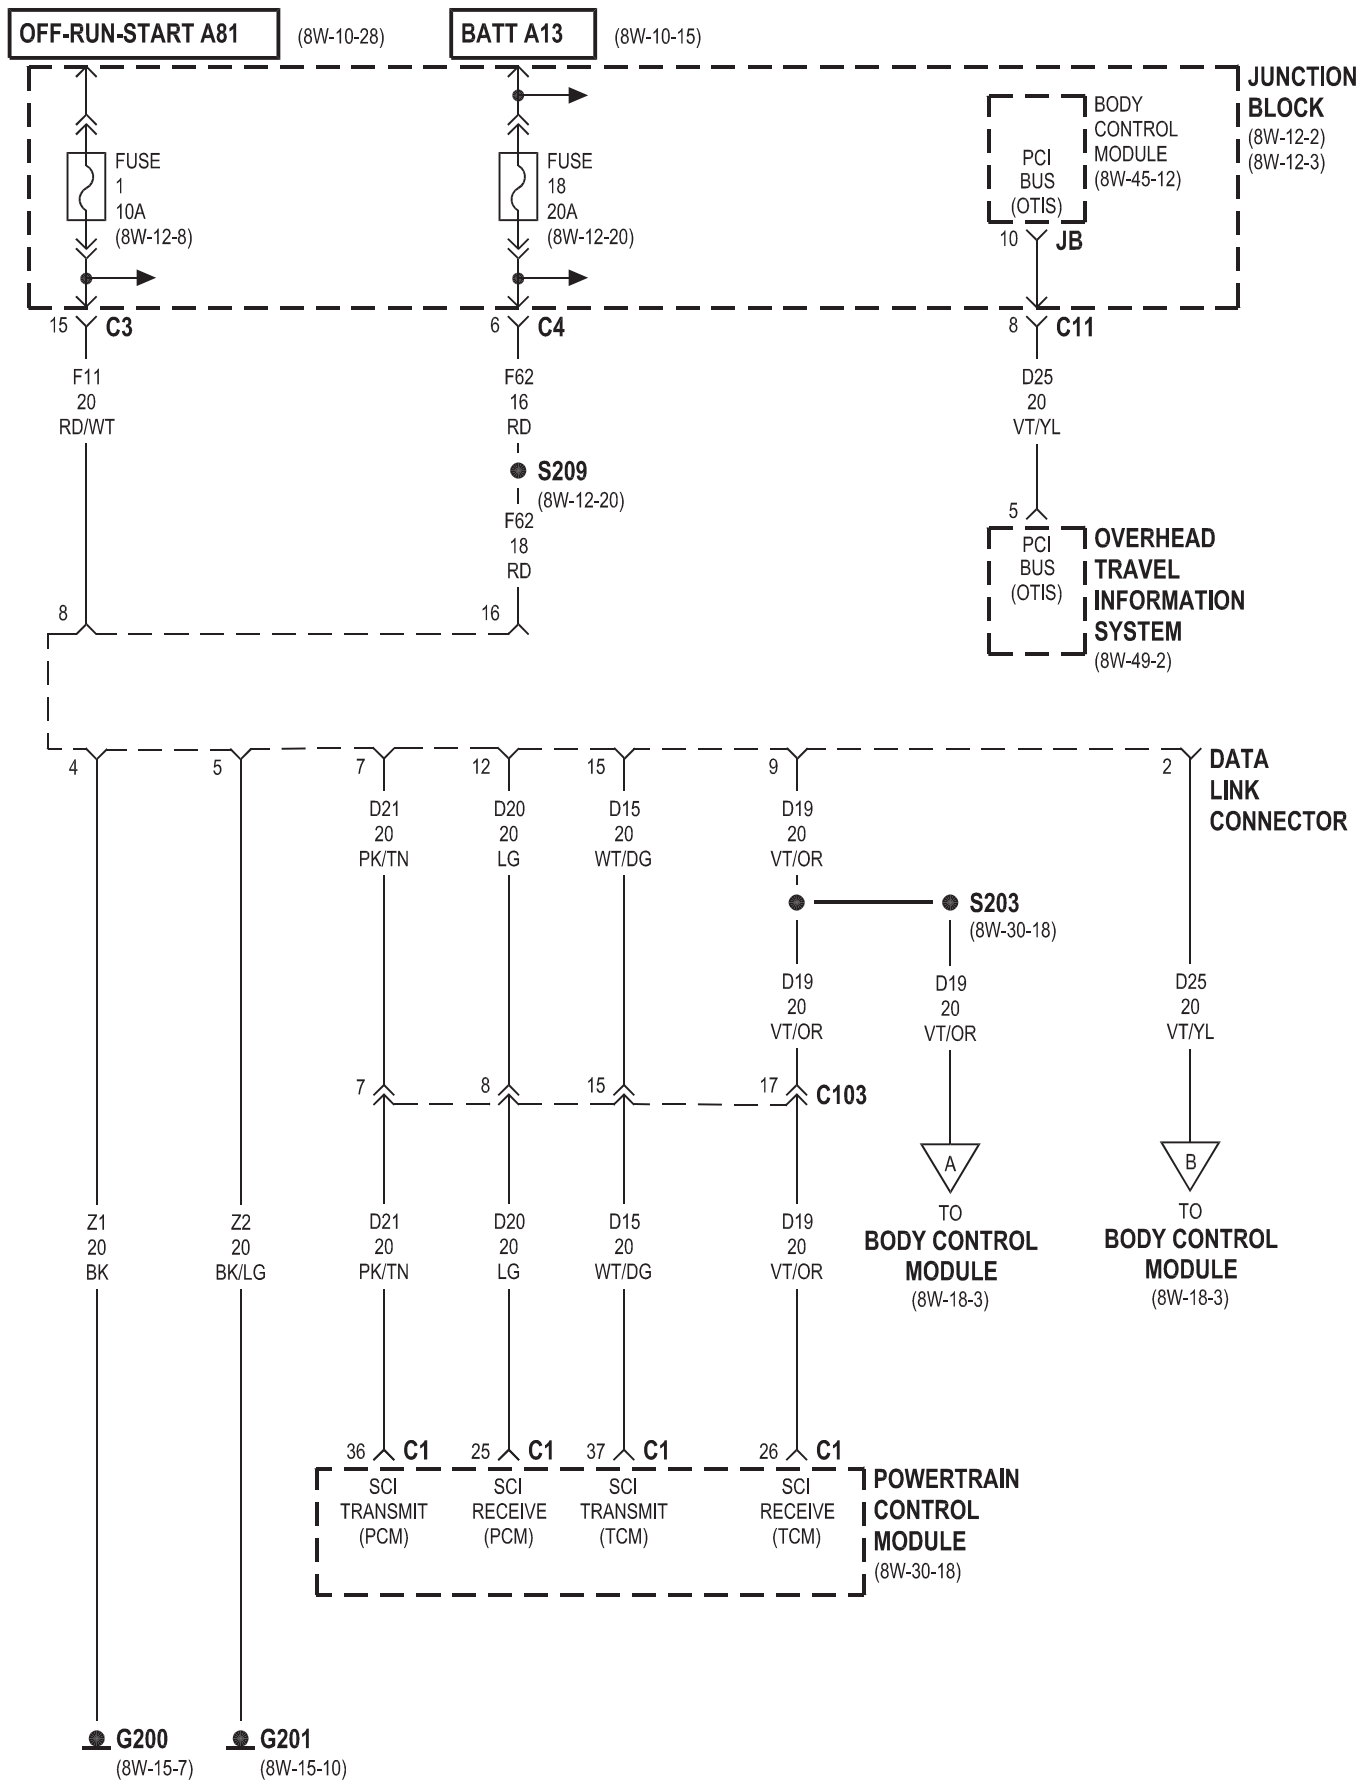 OFF-RUN-START A81
(8W-10-28)
BATT A13
(8W-10-15)
JUNCTION
BLOCK
(8W-12-2)
(8W-12-3)
FUSE
1
10A
(8W-12-8)
FUSE
18
20A
(8W-12-20)
PCI
BUS
(OTIS)
BODY
CONTROL
MODULE
(8W-45-12)
10
JB
15
C3
6
C4
8
C11
F11
20
RD/WT
F62
16
RD
D25
20
VT/YL
S209
(8W-12-20)
F62
18
RD
5
PCI
BUS
(OTIS)
OVERHEAD
TRAVEL
INFORMATION
SYSTEM
(8W-49-2)
8
16
4
5
7
12
15
9
2
DATA
LINK
CONNECTOR
D21
20
PK/TN
D20
20
LG
D15
20
WT/DG
D19
20
VT/OR
S203
(8W-30-18)
D19
20
VT/OR
D19
20
VT/OR
D25
20
VT/YL
7
8
15
17
C103
A
TO
BODY CONTROL
MODULE
(8W-18-3)
B
TO
BODY CONTROL
MODULE
(8W-18-3)
Z1
20
BK
Z2
20
BK/LG
D21
20
PK/TN
D20
20
LG
D15
20
WT/DG
D19
20
VT/OR
36
C1
25
C1
37
C1
26
C1
SCI
TRANSMIT
(PCM)
SCI
RECEIVE
(PCM)
SCI
TRANSMIT
(TCM)
SCI
RECEIVE
(TCM)
POWERTRAIN
CONTROL
MODULE
(8W-30-18)
G200
(8W-15-7)
G201
(8W-15-10)